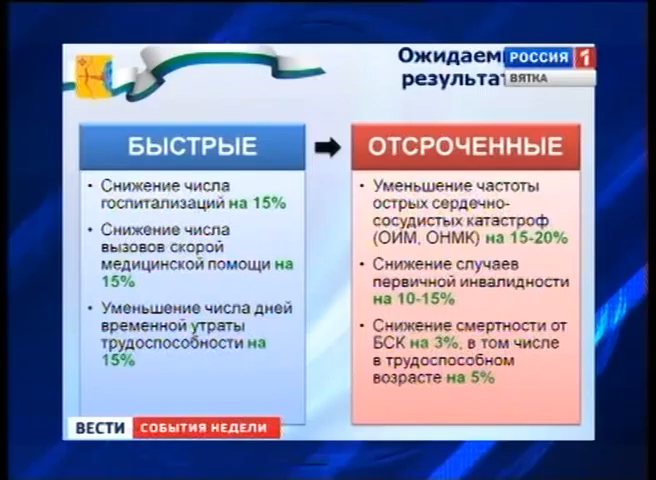 Ожидаем
результат
РОССИЯ 1
ВЯТКА
БЫСТРЫЕ
• Снижение числа
госпитализаций на 15%
• Снижение числа
вызовов скорой
медицинской помощи на
15%
• Уменьшение числа дней
временной утраты
трудоспособности на
15%
ОТСРОЧЕННЫЕ
• Уменьшение частоты
острых сердечно-
сосудистых катастроф
(ОИМ, ОНМК) на 15-20%
• Снижение случаев
первичной инвалидности
на 10-15%
• Снижение смертности от
БСК на 3%, в том числе
в трудоспособном
возрасте на 5%
ВЕСТИ СОБЫТИЯ НЕДЕЛИ